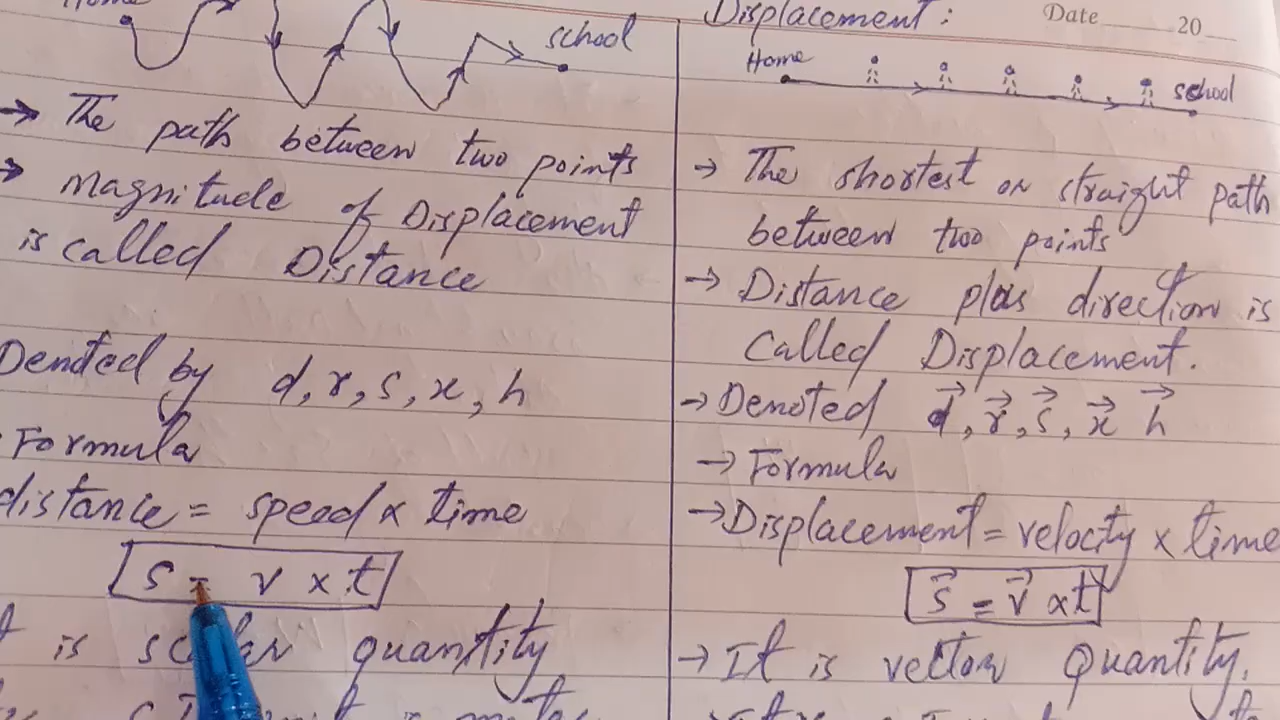 Home
school
→ The path between two points
→ magnitude of Displacement
is called Distance
Denoted by d, r, s, x, h
Formula
distance = speed x time
s = v x t
is scalar quantity
Displacement:
Date 20
Home
school
→ The shortest or straight path
between two points
→ Distance plus direction is
Called Displacement.
→ Denoted d⃗, r⃗, s⃗, x⃗ h⃗
→ Formula
→ Displacement = velocity x time
s⃗ = v⃗ x t
→ It is vector Quantity.